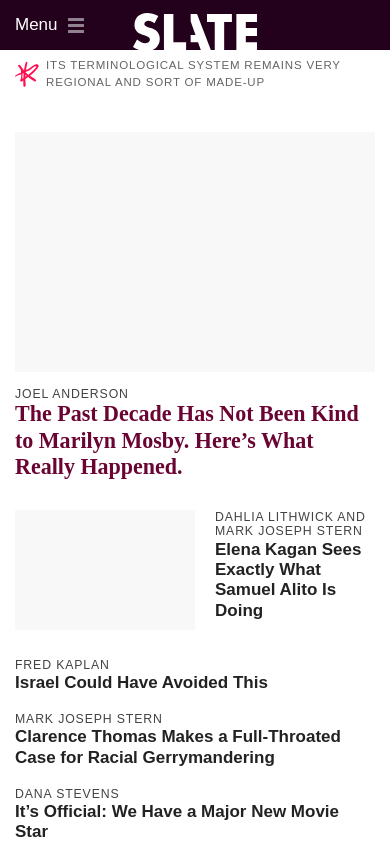 Menu
SLATE
ITS TERMINOLOGICAL SYSTEM REMAINS VERY
REGIONAL AND SORT OF MADE-UP
JOEL ANDERSON
The Past Decade Has Not Been Kind
to Marilyn Mosby. Here’s What
Really Happened.
DAHLIA LITHWICK AND
MARK JOSEPH STERN
Elena Kagan Sees
Exactly What
Samuel Alito Is
Doing
FRED KAPLAN
Israel Could Have Avoided This
MARK JOSEPH STERN
Clarence Thomas Makes a Full-Throated
Case for Racial Gerrymandering
DANA STEVENS
It’s Official: We Have a Major New Movie
Star